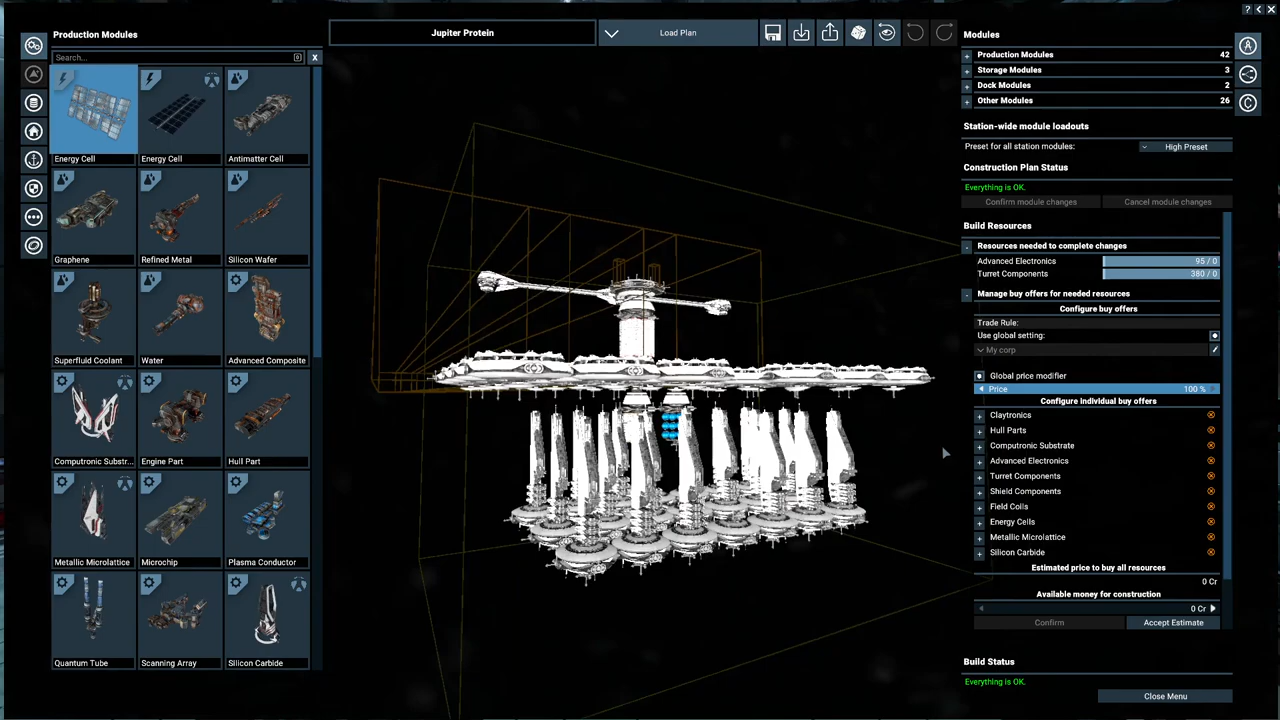 Production Modules
Search...
x
Energy Cell
Energy Cell
Antimatter Cell
Graphene
Refined Metal
Silicon Wafer
Superfluid Coolant
Water
Advanced Composite
Computronic Substr...
Engine Part
Hull Part
Metallic Microlattice
Microchip
Plasma Conductor
Quantum Tube
Scanning Array
Silicon Carbide
Jupiter Protein
Load Plan
Modules
+ Production Modules 42
+ Storage Modules 3
+ Dock Modules 2
+ Other Modules 26
Station-wide module loadouts
Preset for all station modules: High Preset
Construction Plan Status
Everything is OK.
Confirm module changes Cancel module changes
Build Resources
- Resources needed to complete changes
Advanced Electronics 95 / 0
Turret Components 380 / 0
- Manage buy offers for needed resources
Configure buy offers
Trade Rule:
Use global setting:
My corp
Global price modifier
Price 100 %
Configure individual buy offers
+ Claytronics
+ Hull Parts
+ Computronic Substrate
+ Advanced Electronics
+ Turret Components
+ Shield Components
+ Field Coils
+ Energy Cells
+ Metallic Microlattice
+ Silicon Carbide
Estimated price to buy all resources
0 Cr
Available money for construction
0 Cr
Confirm Accept Estimate
Build Status
Everything is OK.
Close Menu